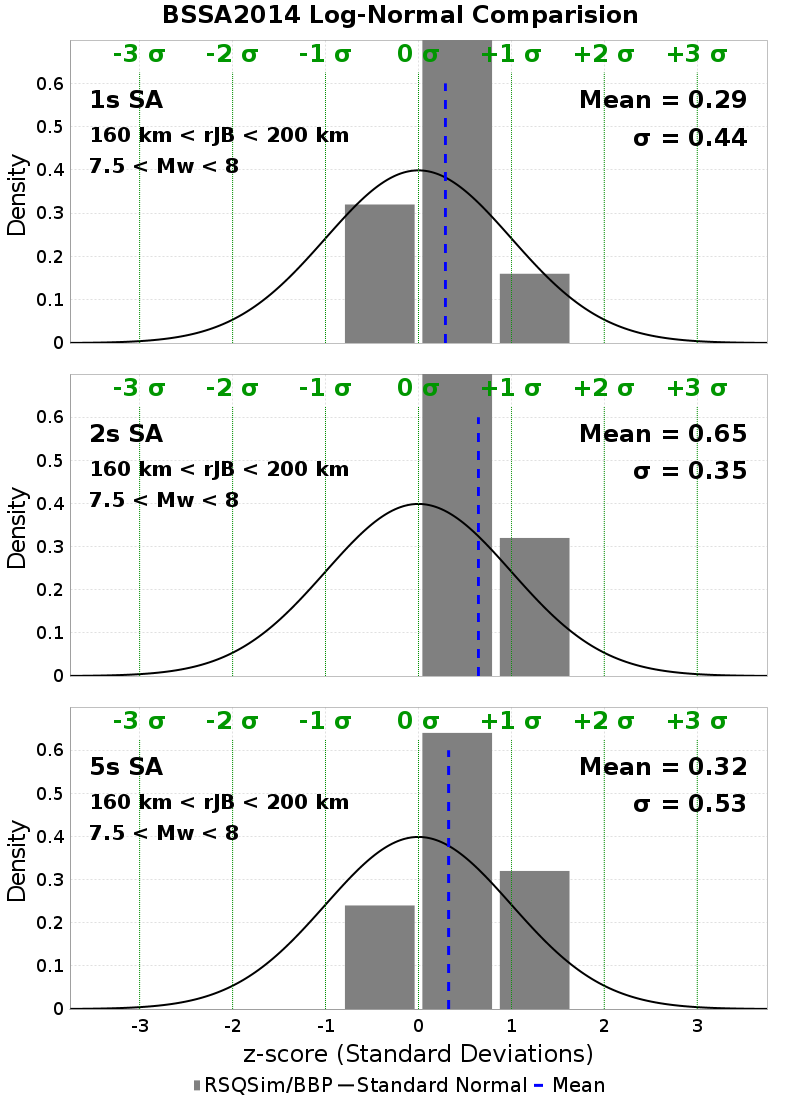 BSSA2014 Log-Normal Comparision
-3 σ -2 σ -1 σ 0 σ +1 σ +2 σ +3 σ
0.6
1s SA Mean = 0.29
0.5
160 km < rJB < 200 km σ = 0.44
7.5 < Mw < 8
0.4
0.3
0.2
0.1
0
Density
-3 σ -2 σ -1 σ 0 σ +1 σ +2 σ +3 σ
0.6
2s SA Mean = 0.65
0.5
160 km < rJB < 200 km σ = 0.35
7.5 < Mw < 8
0.4
0.3
0.2
0.1
0
Density
-3 σ -2 σ -1 σ 0 σ +1 σ +2 σ +3 σ
0.6
5s SA Mean = 0.32
0.5
160 km < rJB < 200 km σ = 0.53
7.5 < Mw < 8
0.4
0.3
0.2
0.1
0
Density
-3 -2 -1 0 1 2 3
z-score (Standard Deviations)
RSQSim/BBP Standard Normal Mean